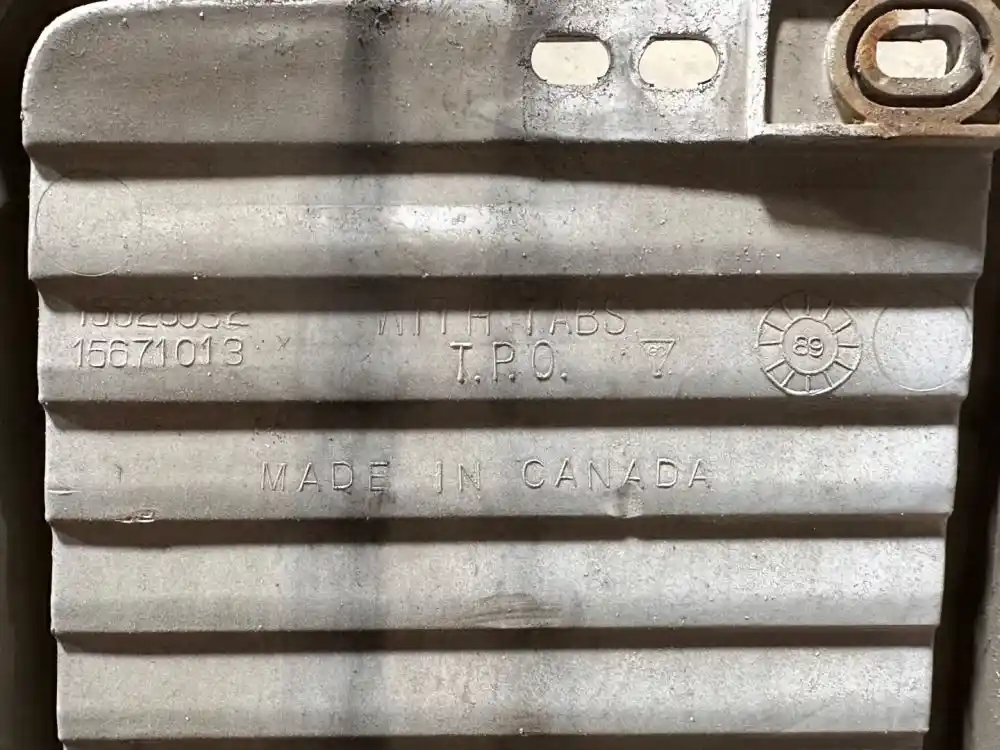 15671013
WITH TABS
T.P.O.
89
MADE IN CANADA